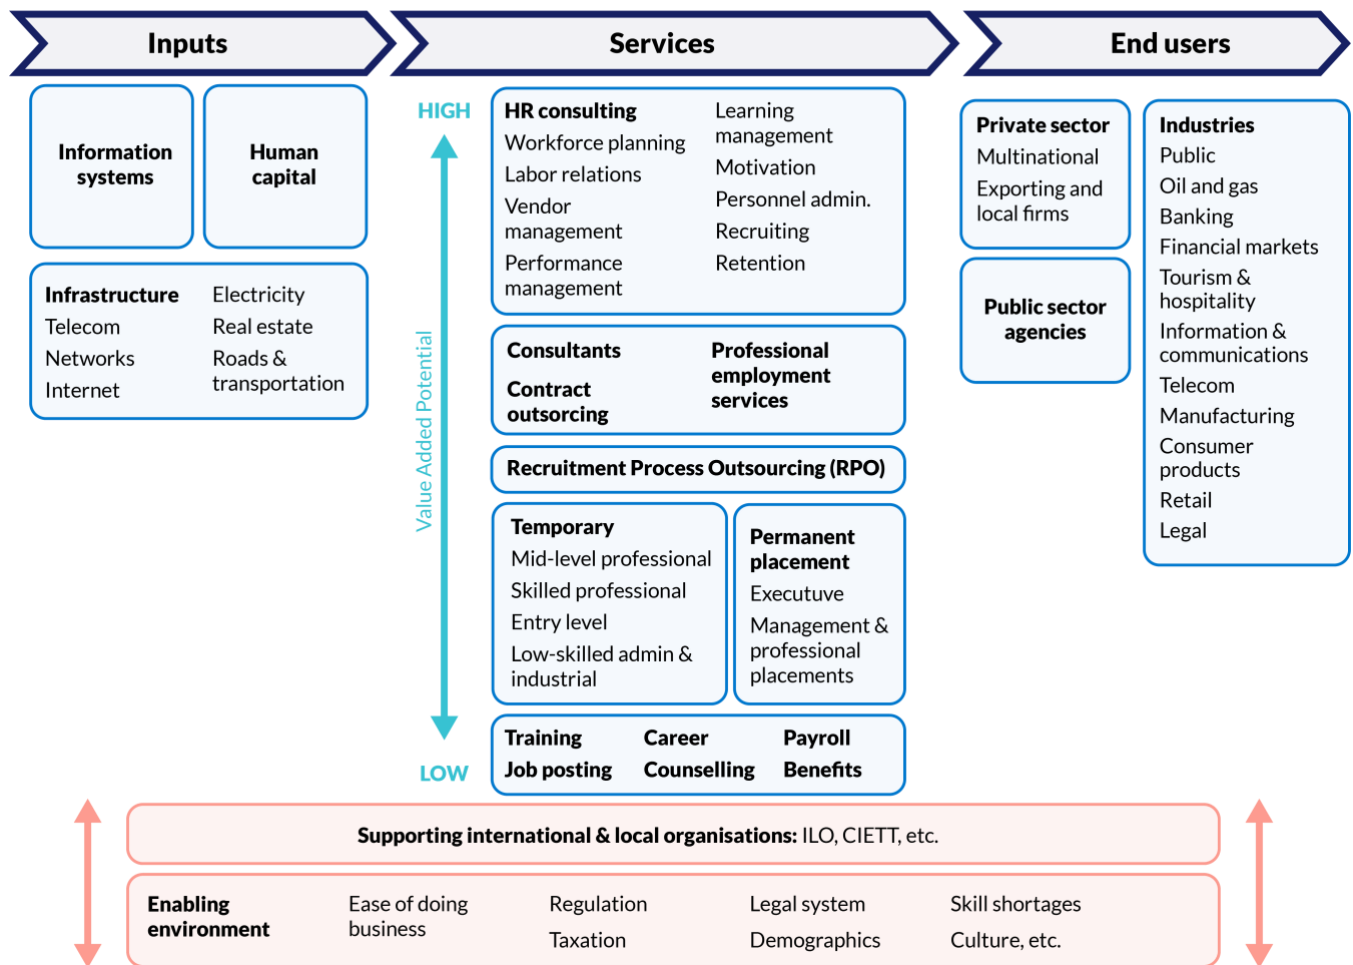 Inputs
Services
End users
Information
systems
Human
capital
Infrastructure
Telecom
Networks
Internet
Electricity
Real estate
Roads &
transportation
HIGH
Value Added Potential
LOW
HR consulting
Workforce planning
Labor relations
Vendor
management
Performance
management
Learning
management
Motivation
Personnel admin.
Recruiting
Retention
Consultants
Contract
outsorcing
Professional
employment
services
Recruitment Process Outsourcing (RPO)
Temporary
Mid-level professional
Skilled professional
Entry level
Low-skilled admin &
industrial
Permanent
placement
Executuve
Management &
professional
placements
Training
Job posting
Career
Counselling
Payroll
Benefits
Private sector
Multinational
Exporting and
local firms
Public sector
agencies
Industries
Public
Oil and gas
Banking
Financial markets
Tourism &
hospitality
Information &
communications
Telecom
Manufacturing
Consumer
products
Retail
Legal
Supporting international & local organisations: ILO, CIETT, etc.
Enabling
environment
Ease of doing
business
Regulation
Taxation
Legal system
Demographics
Skill shortages
Culture, etc.